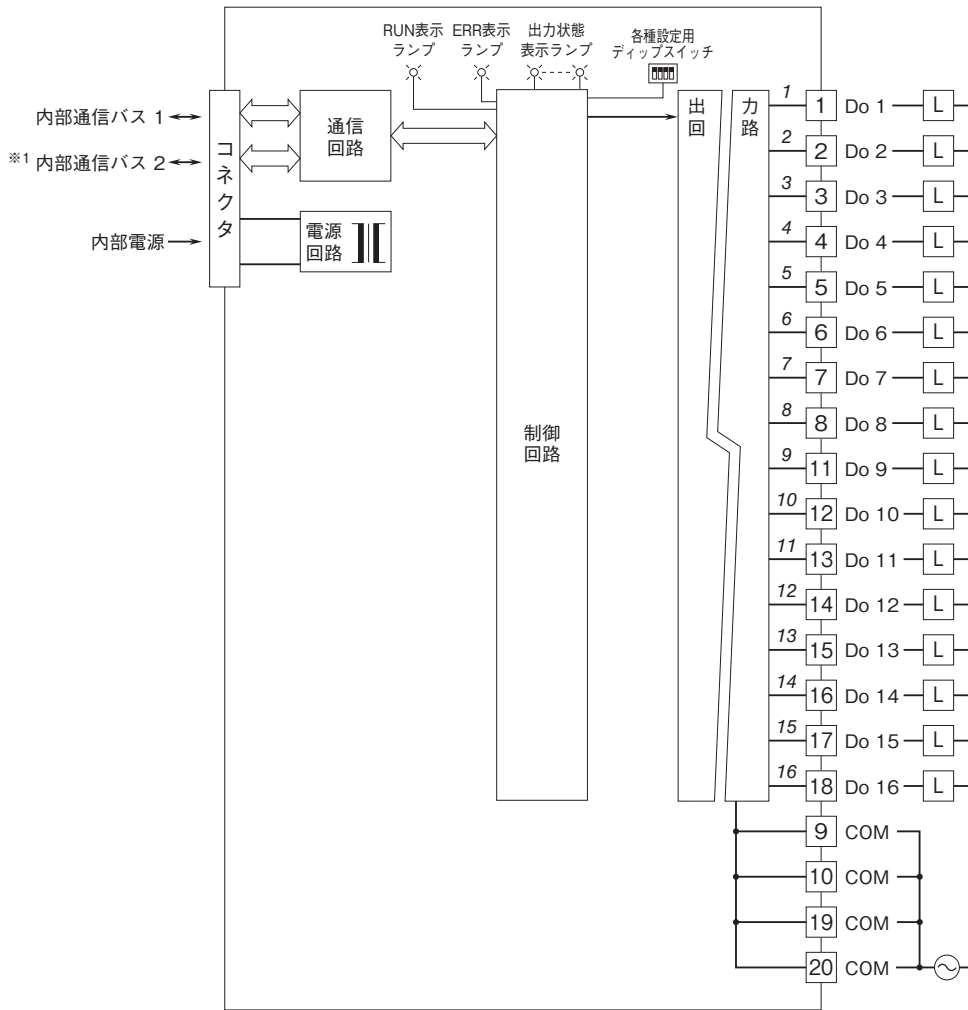 RUN表示
ランプ
ERR表示
ランプ
出力状態
表示ランプ
各種設定用
ディップスイッチ
内部通信バス 1
※1 内部通信バス 2
内部電源
コネクタ
通信
回路
電源
回路
制御
回路
出力
回路
1 1 Do 1 L
2 2 Do 2 L
3 3 Do 3 L
4 4 Do 4 L
5 5 Do 5 L
6 6 Do 6 L
7 7 Do 7 L
8 8 Do 8 L
9 11 Do 9 L
10 12 Do 10 L
11 13 Do 11 L
12 14 Do 12 L
13 15 Do 13 L
14 16 Do 14 L
15 17 Do 15 L
16 18 Do 16 L
9 COM
10 COM
19 COM
20 COM